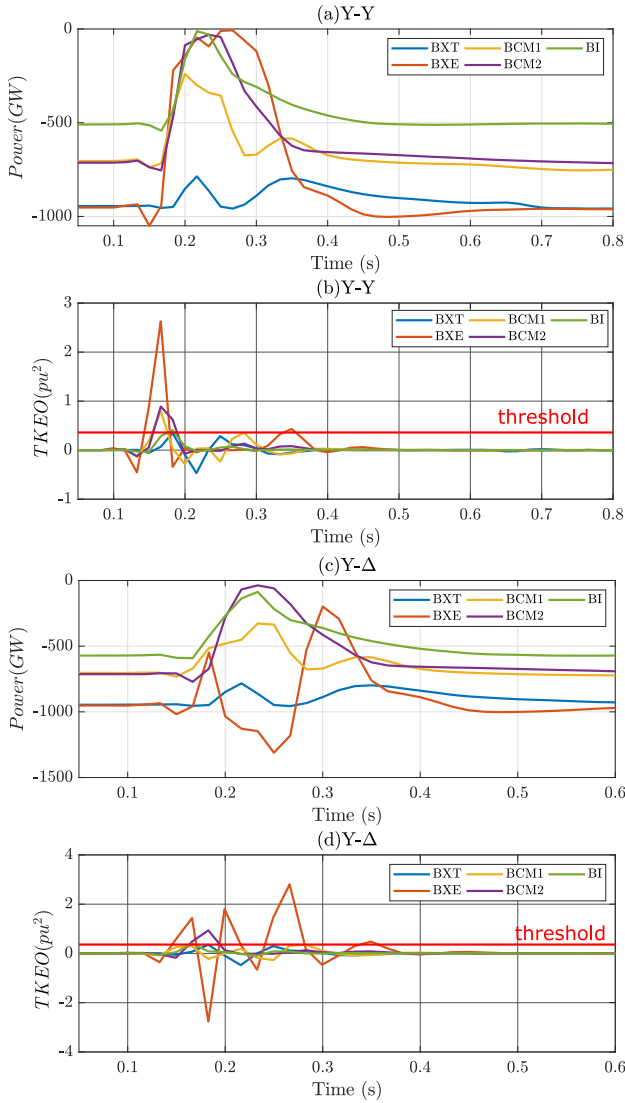 (a)Y-Y
Power(GW)
0
-500
-1000
BXT BCM1 BI
BXE BCM2
0.1 0.2 0.3 0.4 0.5 0.6 0.7 0.8
Time (s)
(b)Y-Y
TKEO(pu²)
3
2
1
0
-1
BXT BCM1 BI
BXE BCM2
threshold
0.1 0.2 0.3 0.4 0.5 0.6 0.7 0.8
Time (s)
(c)Y-Δ
Power(GW)
0
-500
-1000
-1500
BXT BCM1 BI
BXE BCM2
0.1 0.2 0.3 0.4 0.5 0.6
Time (s)
(d)Y-Δ
TKEO(pu²)
4
2
0
-2
-4
BXT BCM1 BI
BXE BCM2
threshold
0.1 0.2 0.3 0.4 0.5 0.6
Time (s)